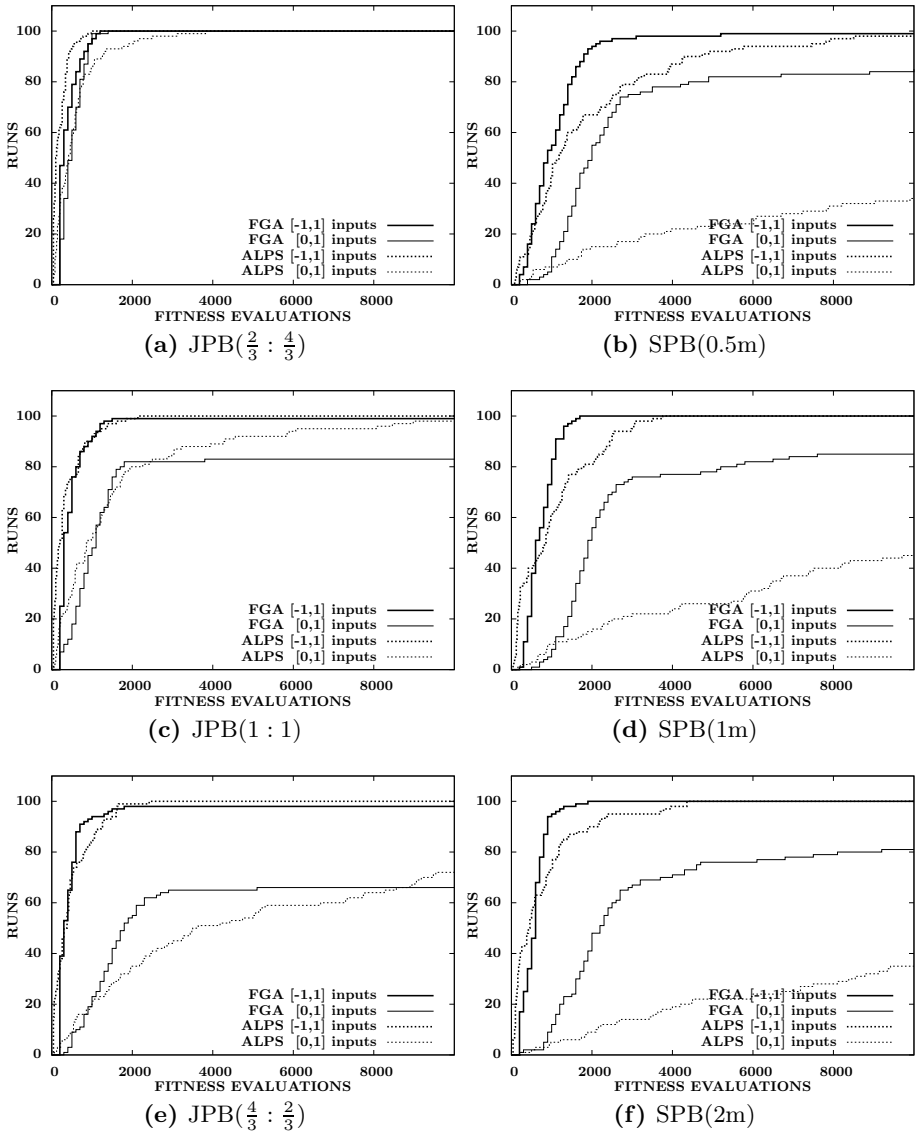 RUNS
100
80
60
40
20
0
FGA [-1,1] inputs
FGA [0,1] inputs
ALPS [-1,1] inputs
ALPS [0,1] inputs
0 2000 4000 6000 8000
FITNESS EVALUATIONS
(a) JPB(2/3 : 4/3)
RUNS
100
80
60
40
20
0
FGA [-1,1] inputs
FGA [0,1] inputs
ALPS [-1,1] inputs
ALPS [0,1] inputs
0 2000 4000 6000 8000
FITNESS EVALUATIONS
(b) SPB(0.5m)
RUNS
100
80
60
40
20
0
FGA [-1,1] inputs
FGA [0,1] inputs
ALPS [-1,1] inputs
ALPS [0,1] inputs
0 2000 4000 6000 8000
FITNESS EVALUATIONS
(c) JPB(1 : 1)
RUNS
100
80
60
40
20
0
FGA [-1,1] inputs
FGA [0,1] inputs
ALPS [-1,1] inputs
ALPS [0,1] inputs
0 2000 4000 6000 8000
FITNESS EVALUATIONS
(d) SPB(1m)
RUNS
100
80
60
40
20
0
FGA [-1,1] inputs
FGA [0,1] inputs
ALPS [-1,1] inputs
ALPS [0,1] inputs
0 2000 4000 6000 8000
FITNESS EVALUATIONS
(e) JPB(4/3 : 2/3)
RUNS
100
80
60
40
20
0
FGA [-1,1] inputs
FGA [0,1] inputs
ALPS [-1,1] inputs
ALPS [0,1] inputs
0 2000 4000 6000 8000
FITNESS EVALUATIONS
(f) SPB(2m)